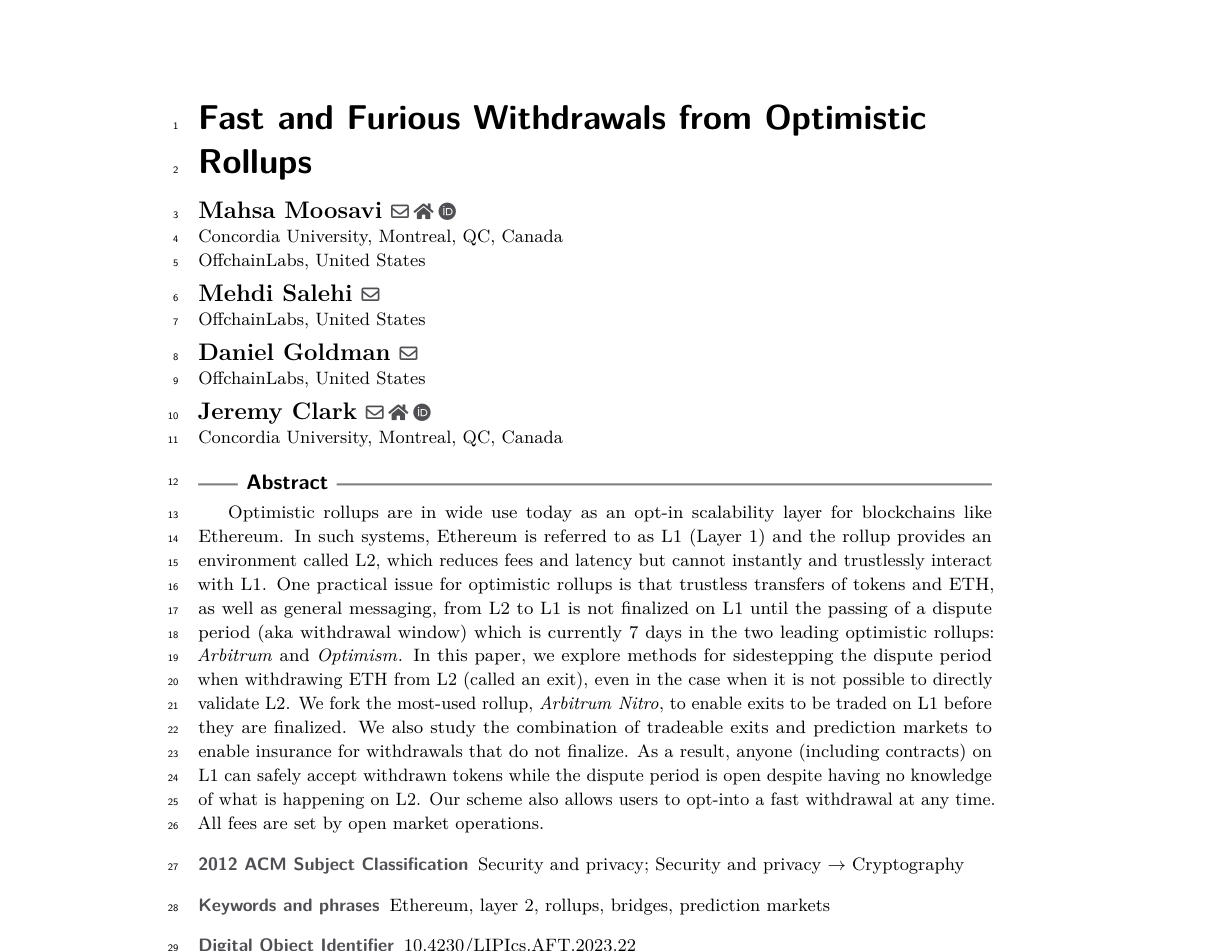 1 Fast and Furious Withdrawals from Optimistic
2 Rollups
3 Mahsa Moosavi
4 Concordia University, Montreal, QC, Canada
5 OffchainLabs, United States
6 Mehdi Salehi
7 OffchainLabs, United States
8 Daniel Goldman
9 OffchainLabs, United States
10 Jeremy Clark
11 Concordia University, Montreal, QC, Canada
12 Abstract
13 Optimistic rollups are in wide use today as an opt-in scalability layer for blockchains like
14 Ethereum. In such systems, Ethereum is referred to as L1 (Layer 1) and the rollup provides an
15 environment called L2, which reduces fees and latency but cannot instantly and trustlessly interact
16 with L1. One practical issue for optimistic rollups is that trustless transfers of tokens and ETH,
17 as well as general messaging, from L2 to L1 is not finalized on L1 until the passing of a dispute
18 period (aka withdrawal window) which is currently 7 days in the two leading optimistic rollups:
19 Arbitrum and Optimism. In this paper, we explore methods for sidestepping the dispute period
20 when withdrawing ETH from L2 (called an exit), even in the case when it is not possible to directly
21 validate L2. We fork the most-used rollup, Arbitrum Nitro, to enable exits to be traded on L1 before
22 they are finalized. We also study the combination of tradeable exits and prediction markets to
23 enable insurance for withdrawals that do not finalize. As a result, anyone (including contracts) on
24 L1 can safely accept withdrawn tokens while the dispute period is open despite having no knowledge
25 of what is happening on L2. Our scheme also allows users to opt-into a fast withdrawal at any time.
26 All fees are set by open market operations.
27 2012 ACM Subject Classification Security and privacy; Security and privacy → Cryptography
28 Keywords and phrases Ethereum, layer 2, rollups, bridges, prediction markets
29 Digital Object Identifier 10.4230/LIPIcs.AFT.2023.22